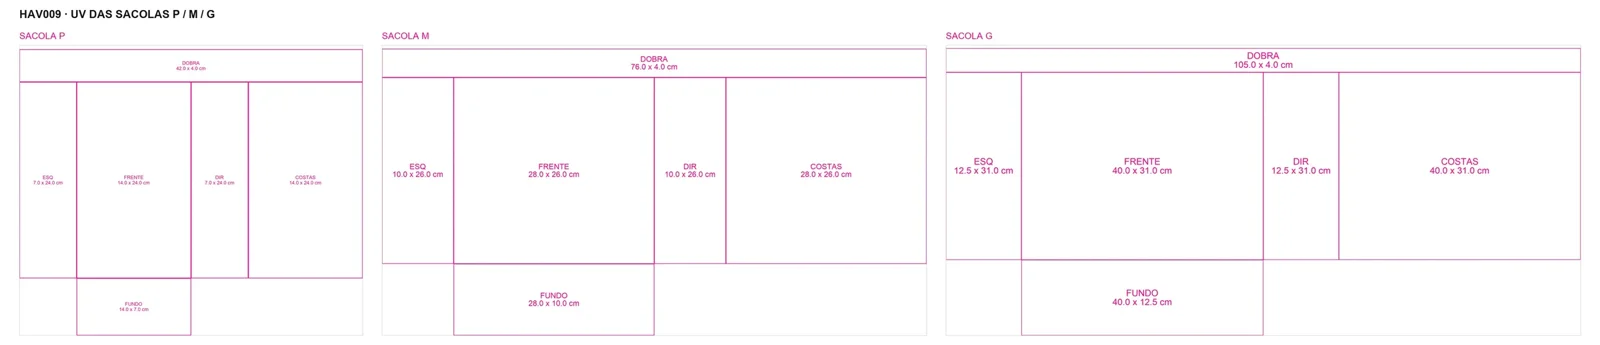 HAV009 · UV DAS SACOLAS P / M / G
SACOLA P
DOBRA
42.0 x 4.0 cm
ESQ
7.0 x 24.0 cm
FRENTE
14.0 x 24.0 cm
DIR
7.0 x 24.0 cm
COSTAS
14.0 x 24.0 cm
FUNDO
14.0 x 7.0 cm
SACOLA M
DOBRA
76.0 x 4.0 cm
ESQ
10.0 x 26.0 cm
FRENTE
28.0 x 26.0 cm
DIR
10.0 x 26.0 cm
COSTAS
28.0 x 26.0 cm
FUNDO
28.0 x 10.0 cm
SACOLA G
DOBRA
105.0 x 4.0 cm
ESQ
12.5 x 31.0 cm
FRENTE
40.0 x 31.0 cm
DIR
12.5 x 31.0 cm
COSTAS
40.0 x 31.0 cm
FUNDO
40.0 x 12.5 cm